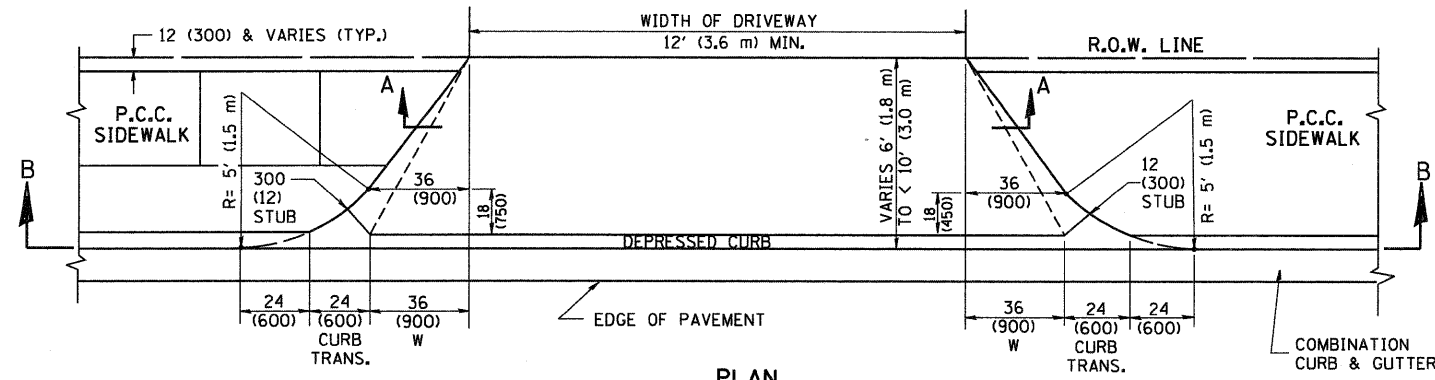 WIDTH OF DRIVEWAY
12' (3.6 m) MIN.
12 (300) & VARIES (TYP.)
R.O.W. LINE
A
A
P.C.C.
SIDEWALK
P.C.C.
SIDEWALK
R= 5' (1.5 m)
VARIES 6' (1.8 m)
TO < 10' (3.0 m)
R= 5' (1.5 m)
B
B
300
(12)
STUB
36
(900)
18
(750)
36
(900)
18
(450)
12
(300)
STUB
DEPRESSED CURB
24
(600)
24
(600)
CURB
TRANS.
36
(900)
W
EDGE OF PAVEMENT
36
(900)
W
24
(600)
CURB
TRANS.
24
(600)
COMBINATION
CURB & GUTTER
PLAN